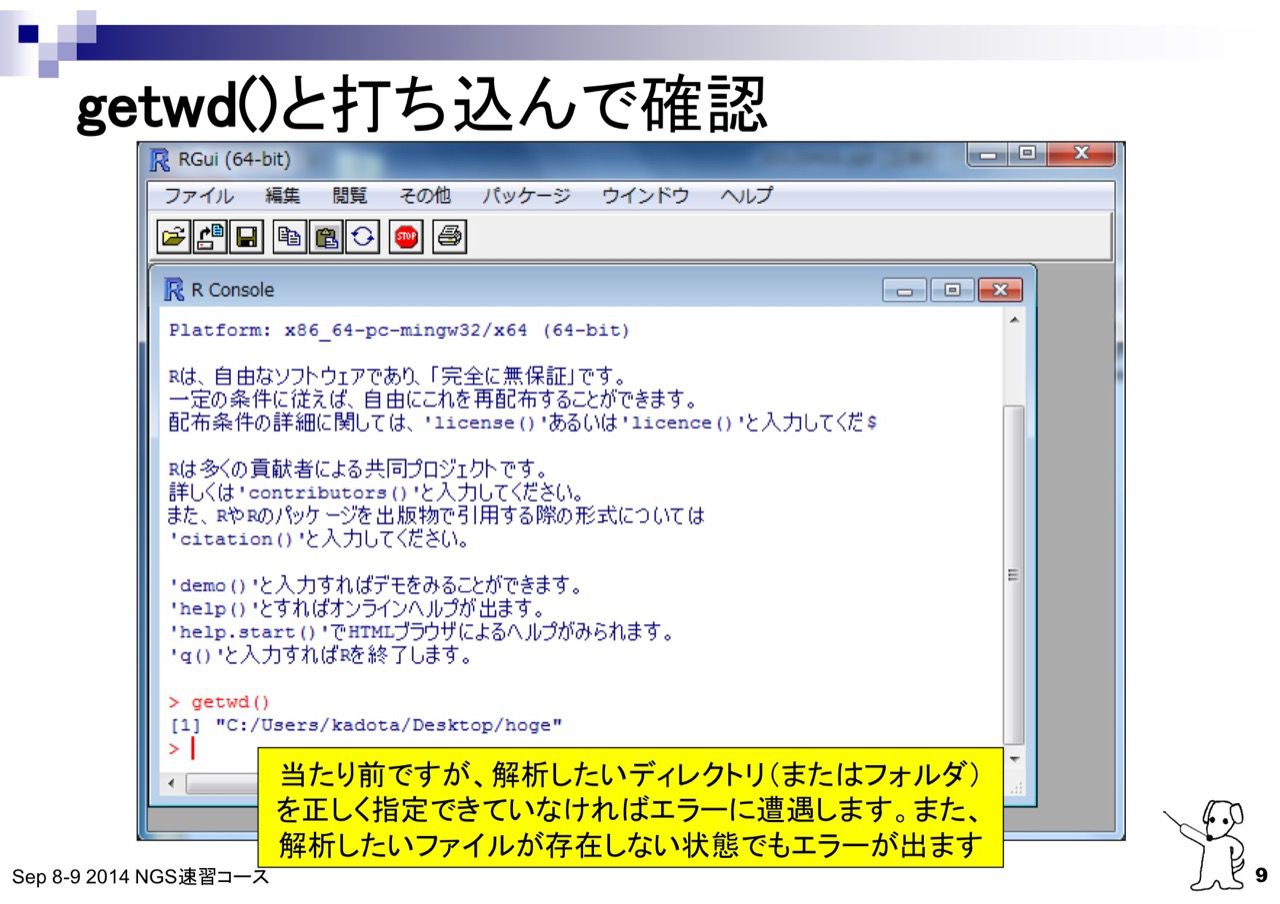 getwd()と打ち込んで確認
RGui (64-bit)
ファイル 編集 閲覧 その他 パッケージ ウインドウ ヘルプ
STOP
R Console
Platform: x86_64-pc-mingw32/x64 (64-bit)
Rは、自由なソフトウェアであり、「完全に無保証」です。
一定の条件に従えば、自由にこれを再配布することができます。
配布条件の詳細に関しては、'license()'あるいは'licence()'と入力してくだ$
Rは多くの貢献者による共同プロジェクトです。
詳しくは'contributors()'と入力してください。
また、RやRのパッケージを出版物で引用する際の形式については
'citation()'と入力してください。
'demo()'と入力すればデモをみることができます。
'help()'とすればオンラインヘルプが出ます。
'help.start()'でHTMLブラウザによるヘルプがみられます。
'q()'と入力すればRを終了します。
> getwd()
[1] "C:/Users/kadota/Desktop/hoge"
>
当たり前ですが、解析したいディレクトリ（またはフォルダ）
を正しく指定できていなければエラーに遭遇します。また、
解析したいファイルが存在しない状態でもエラーが出ます
Sep 8-9 2014 NGS速習コース
9